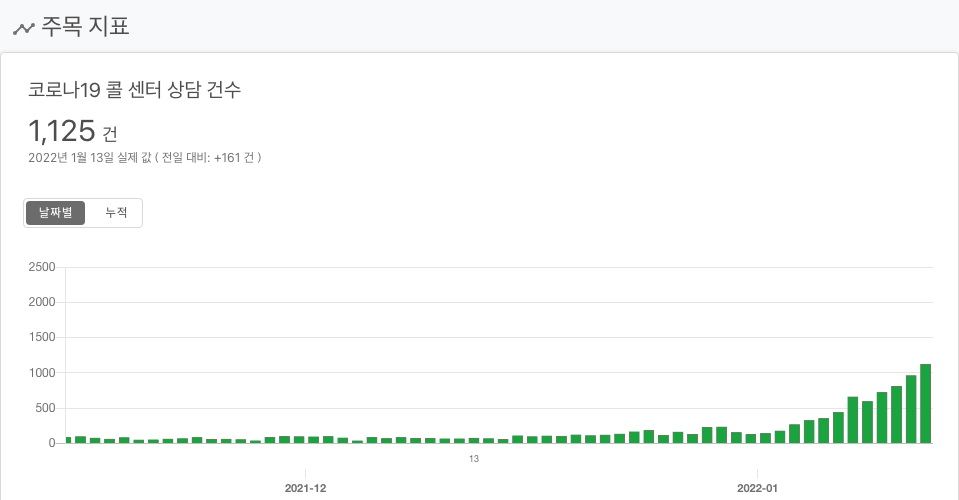 주목 지표
코로나19 콜 센터 상담 건수
1,125 건
2022년 1월 13일 실제 값 ( 전일 대비: +161 건 )
날짜별 누적
2500
2000
1500
1000
500
0
13
2021-12 2022-01